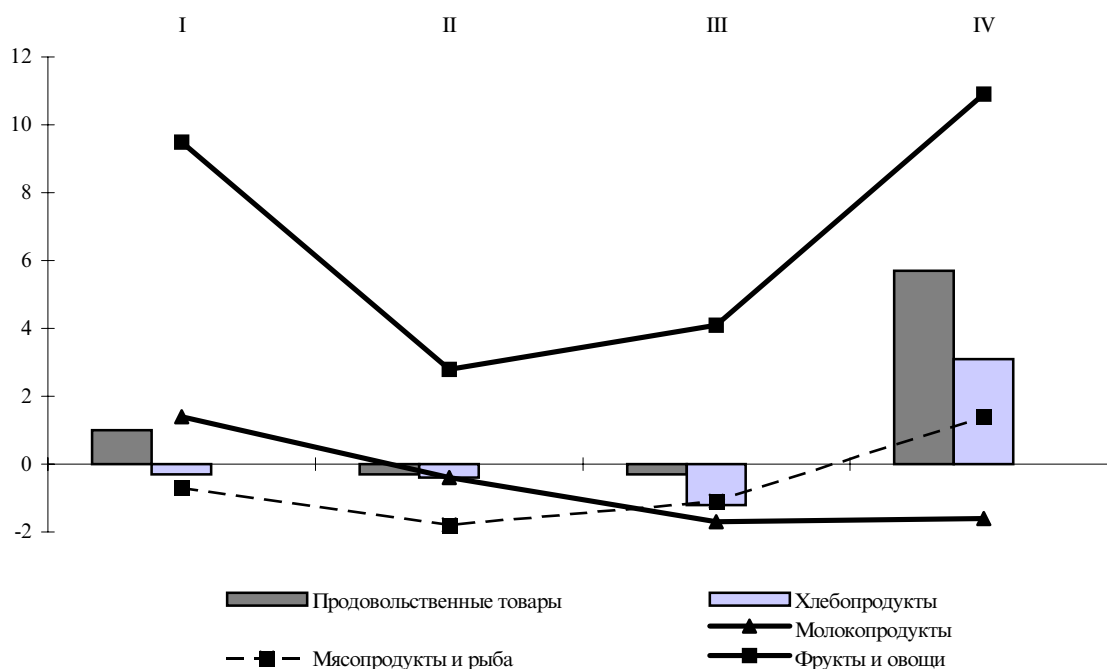 I II III IV
12
10
8
6
4
2
0
-2
Продовольственные товары Хлебопродукты
Молокопродукты
Мясопродукты и рыба Фрукты и овощи